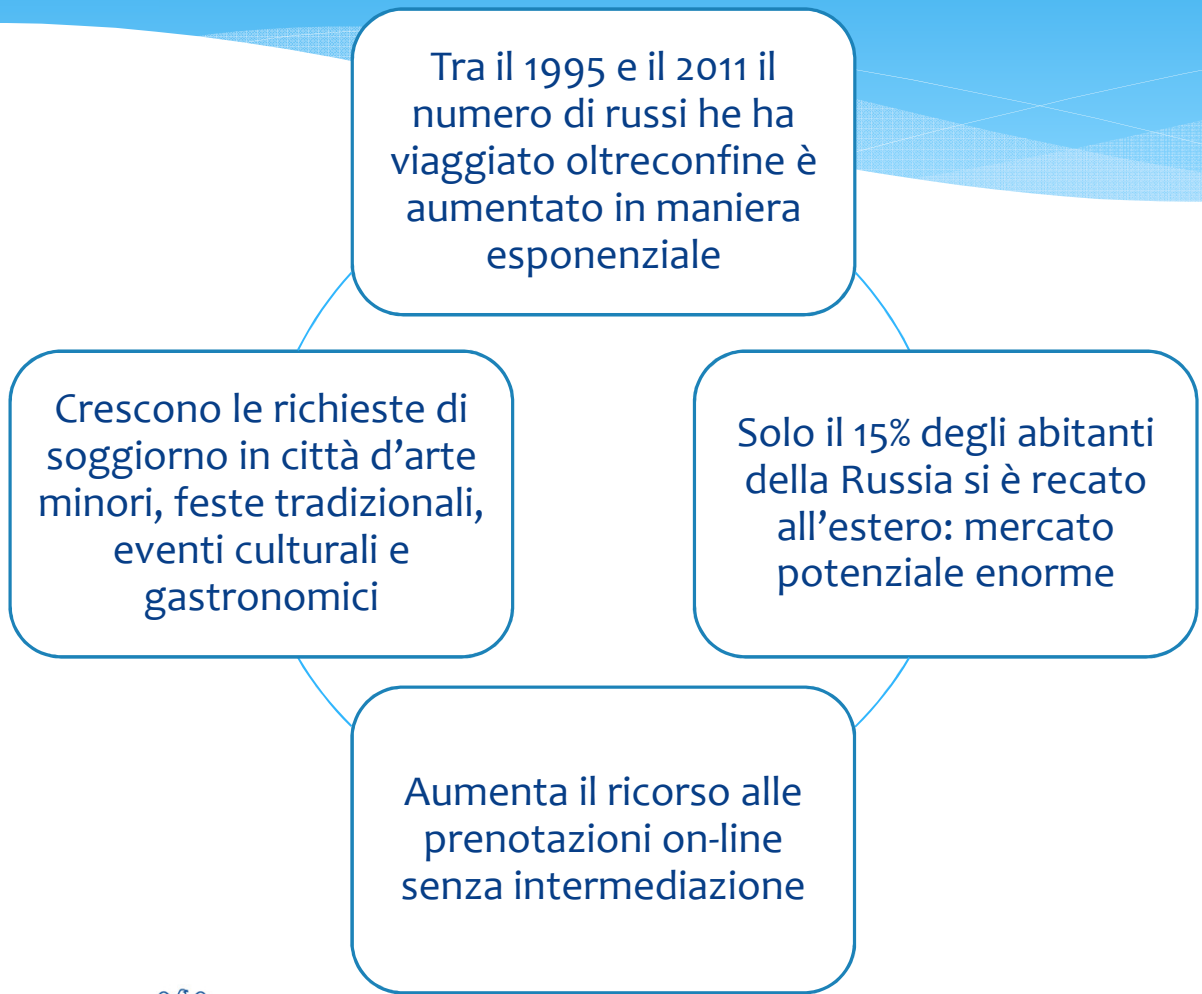 Tra il 1995 e il 2011 il
numero di russi he ha
viaggiato oltreconfine è
aumentato in maniera
esponenziale
Solo il 15% degli abitanti
della Russia si è recato
all’estero: mercato
potenziale enorme
Aumenta il ricorso alle
prenotazioni on-line
senza intermediazione
Crescono le richieste di
soggiorno in città d’arte
minori, feste tradizionali,
eventi culturali e
gastronomici